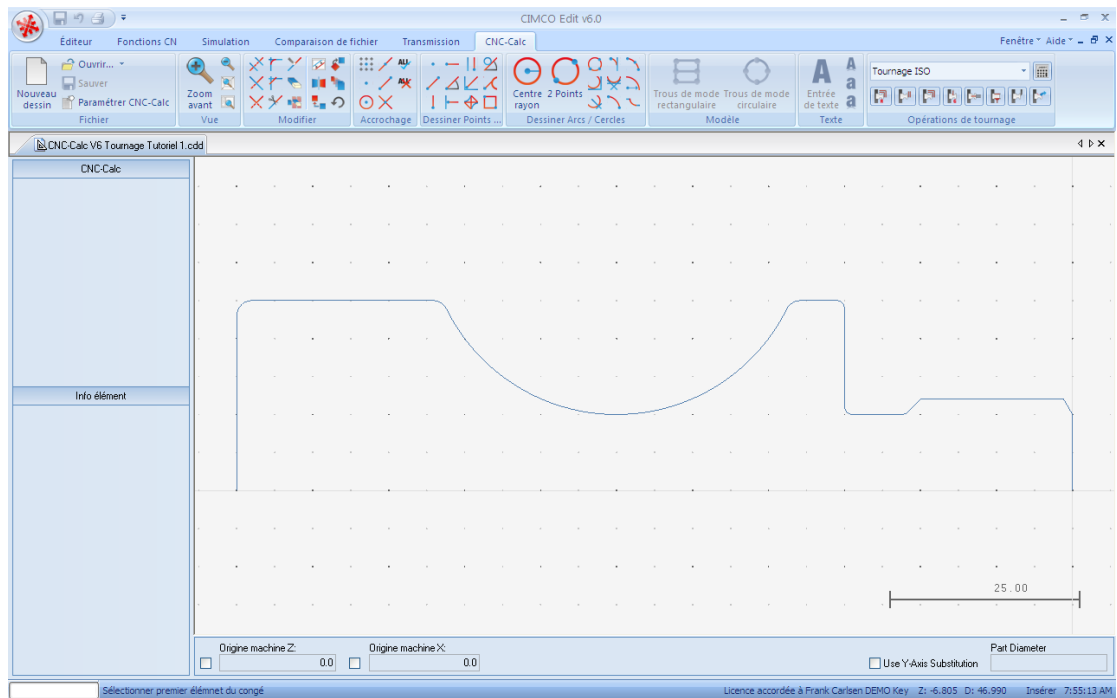 CIMCO Edit v6.0
Éditeur Fonctions CN Simulation Comparaison de fichier Transmission CNC-Calc Fenêtre Aide
Nouveau dessin
Ouvrir...
Sauver
Paramétrer CNC-Calc
Fichier
Zoom avant
Vue
Modifier
Accrochage
Dessiner Points ...
Centre rayon
2 Points
Dessiner Arcs / Cercles
Trous de mode rectangulaire
Trous de mode circulaire
Modèle
Entrée de texte
A
A
a
a
Texte
Tournage ISO
Opérations de tournage
CNC-Calc V6 Tournage Tutoriel 1.cdd
CNC-Calc
Info élément
25.00
Origine machine Z: Origine machine X: Part Diameter
0.0 0.0 Use Y-Axis Substitution
Sélectionner premier élémnet du congé Licence accordée à Frank Carlsen DEMO Key Z: -6.805 D: 46.990 Insérer 7:55:13 AM